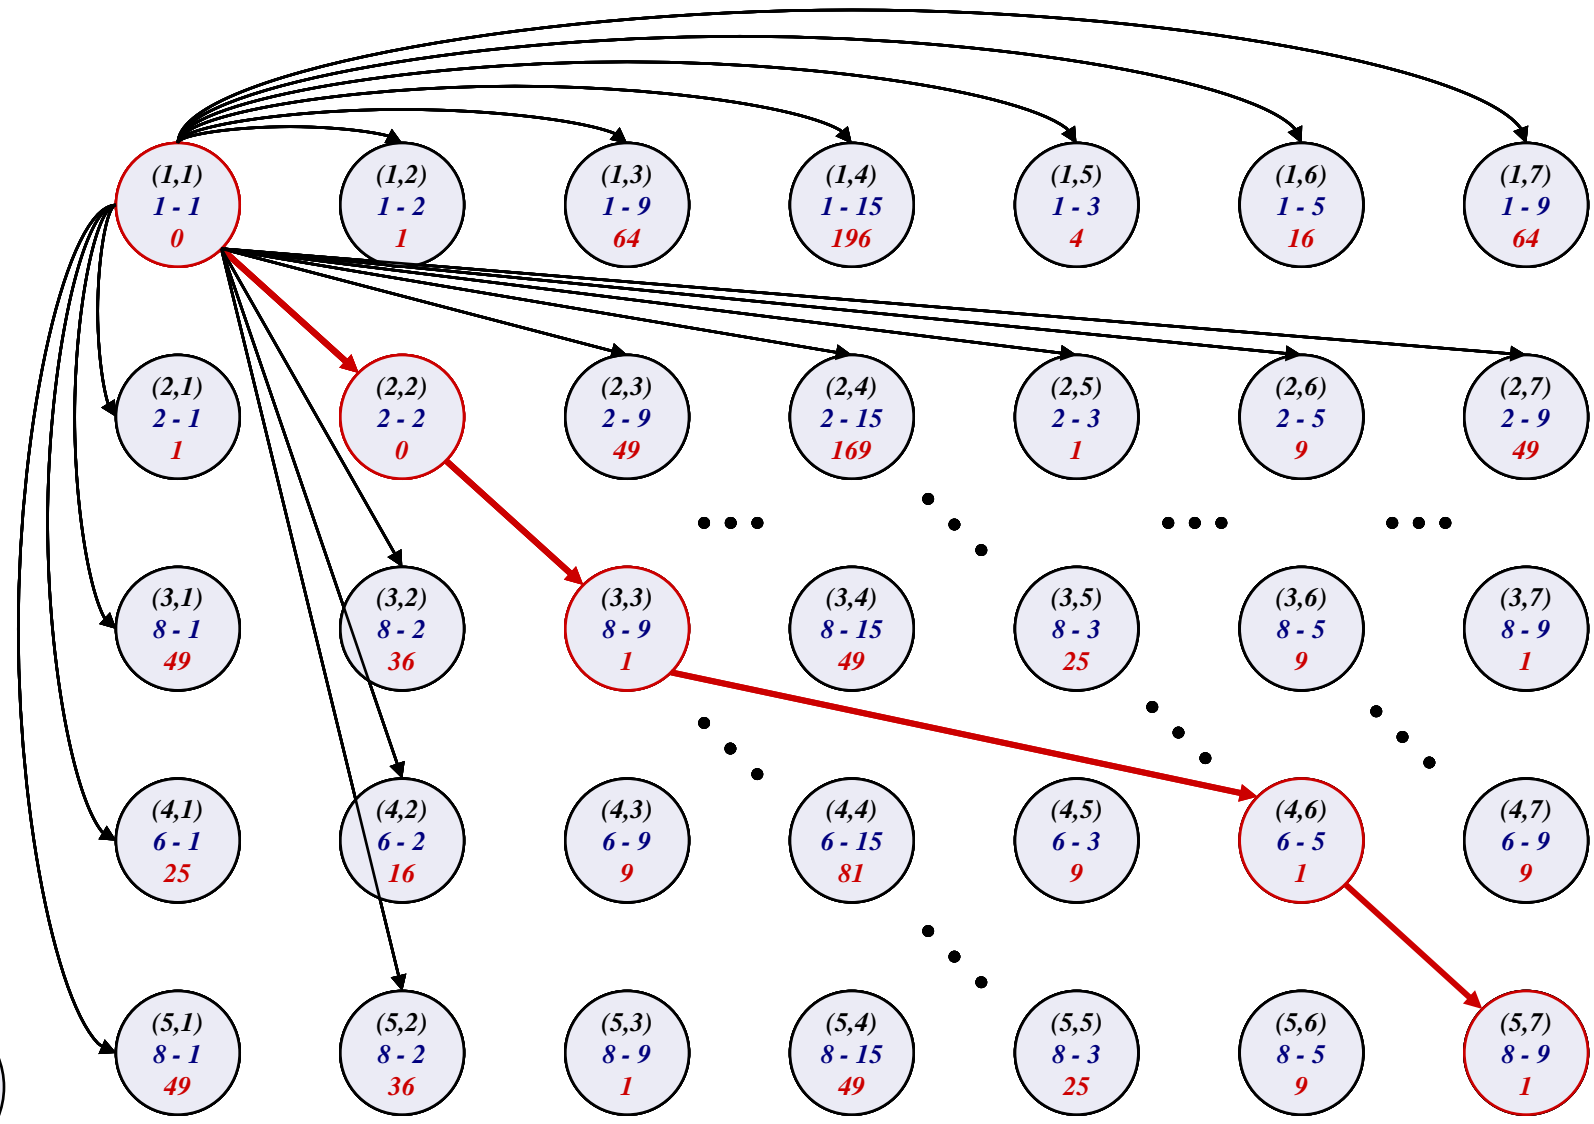 (1,1)
1 - 1
0
(1,2)
1 - 2
1
(1,3)
1 - 9
64
(1,4)
1 - 15
196
(1,5)
1 - 3
4
(1,6)
1 - 5
16
(1,7)
1 - 9
64
(2,1)
2 - 1
1
(2,2)
2 - 2
0
(2,3)
2 - 9
49
(2,4)
2 - 15
169
(2,5)
2 - 3
1
(2,6)
2 - 5
9
(2,7)
2 - 9
49
(3,1)
8 - 1
49
(3,2)
8 - 2
36
(3,3)
8 - 9
1
(3,4)
8 - 15
49
(3,5)
8 - 3
25
(3,6)
8 - 5
9
(3,7)
8 - 9
1
(4,1)
6 - 1
25
(4,2)
6 - 2
16
(4,3)
6 - 9
9
(4,4)
6 - 15
81
(4,5)
6 - 3
9
(4,6)
6 - 5
1
(4,7)
6 - 9
9
(5,1)
8 - 1
49
(5,2)
8 - 2
36
(5,3)
8 - 9
1
(5,4)
8 - 15
49
(5,5)
8 - 3
25
(5,6)
8 - 5
9
(5,7)
8 - 9
1